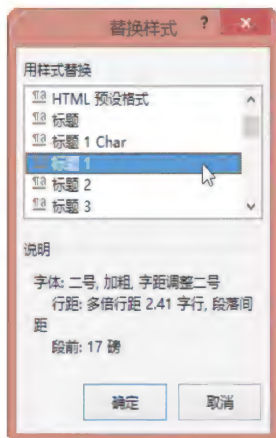 替换样式 ?
用样式替换
HTML 预设格式
标题
标题 1 Char
标题 1
标题 2
标题 3
说明
字体: 二号, 加粗, 字距调整二号
行距: 多倍行距 2.41 字行, 段落间
距
段前: 17 磅
确定
取消